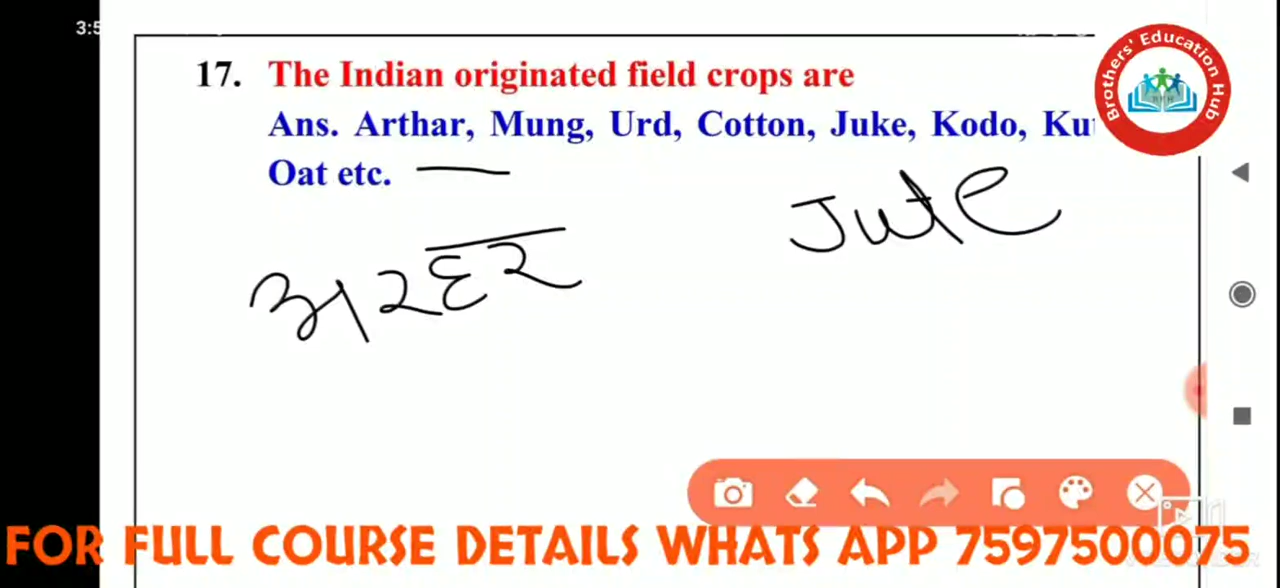 3:5
17. The Indian originated field crops are
Ans. Arthar, Mung, Urd, Cotton, Juke, Kodo,
Oat etc.
Jute
अरहर
Brothers' Education Hub
FOR FULL COURSE DETAILS WHATS APP 7597500075